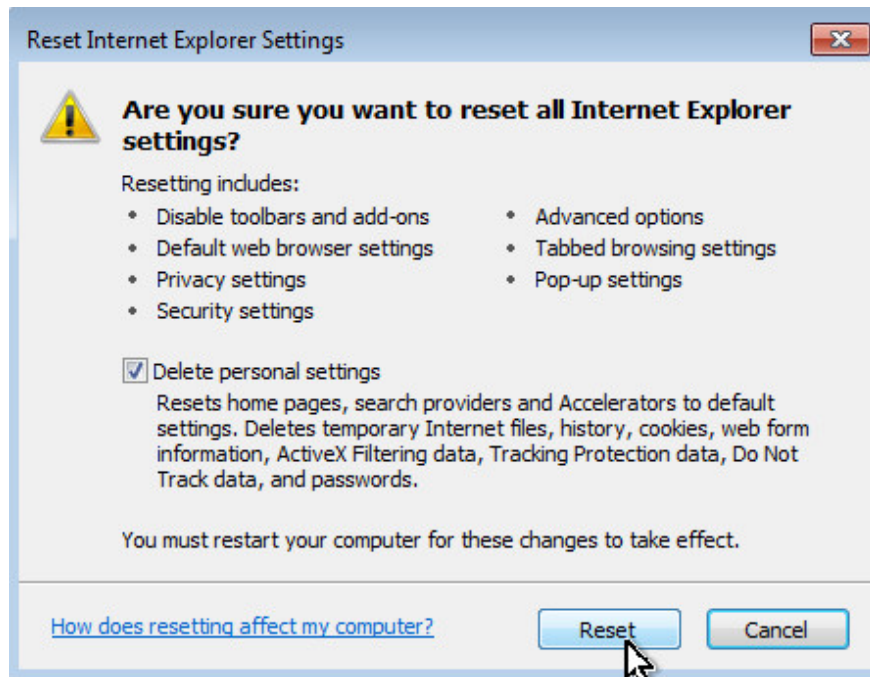 Reset Internet Explorer Settings
Are you sure you want to reset all Internet Explorer
settings?
Resetting includes:
• Disable toolbars and add-ons
• Default web browser settings
• Privacy settings
• Security settings
• Advanced options
• Tabbed browsing settings
• Pop-up settings
Delete personal settings
Resets home pages, search providers and Accelerators to default
settings. Deletes temporary Internet files, history, cookies, web form
information, ActiveX Filtering data, Tracking Protection data, Do Not
Track data, and passwords.
You must restart your computer for these changes to take effect.
How does resetting affect my computer?
Reset
Cancel